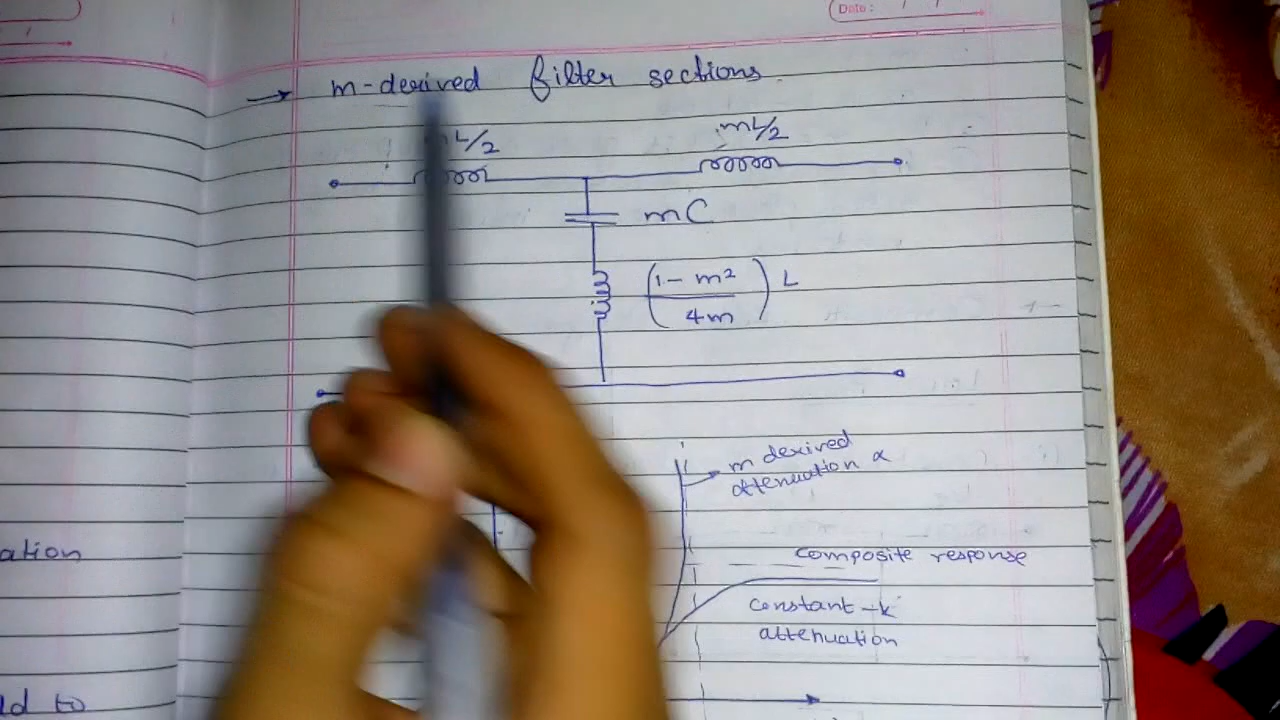 Date: / /
→ m-derived filter sections
mL/2 mL/2
mC
(1-m²/4m) L
m derived
attenuation α
composite response
constant-k
attenuation
ation
ld to